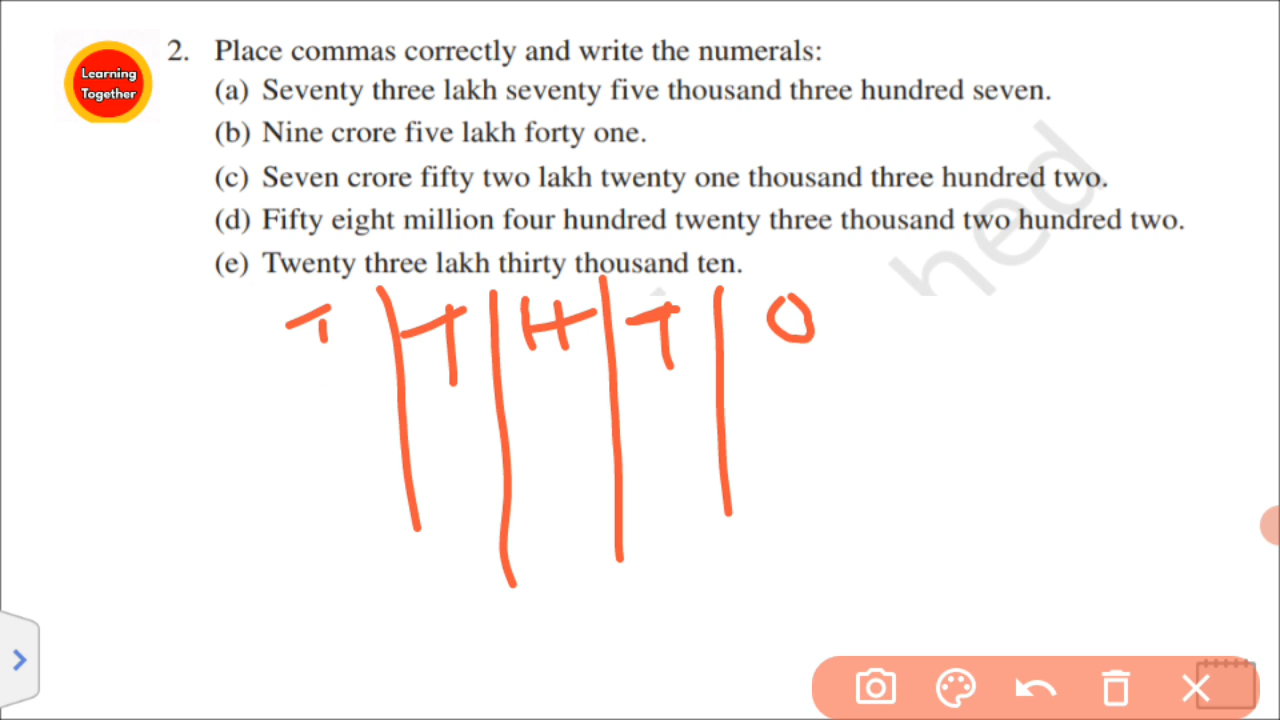 Learning
Together
2. Place commas correctly and write the numerals:
(a) Seventy three lakh seventy five thousand three hundred seven.
(b) Nine crore five lakh forty one.
(c) Seven crore fifty two lakh twenty one thousand three hundred two.
(d) Fifty eight million four hundred twenty three thousand two hundred two.
(e) Twenty three lakh thirty thousand ten.
hed
T T H T O